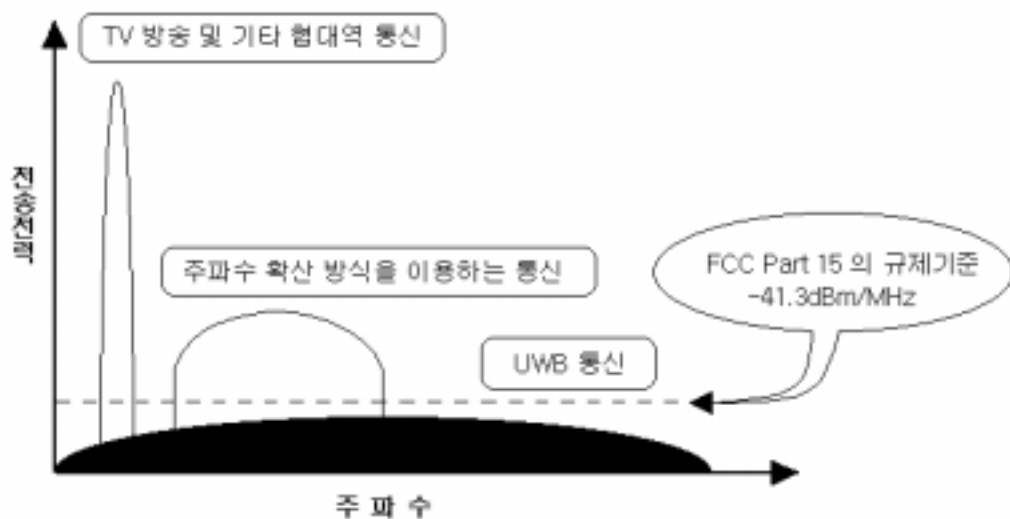 TV 방송 및 기타 협대역 통신
전송전력
주파수 확산 방식을 이용하는 통신
FCC Part 15 의 규제기준
-41.3dBm/MHz
UWB 통신
주 파 수